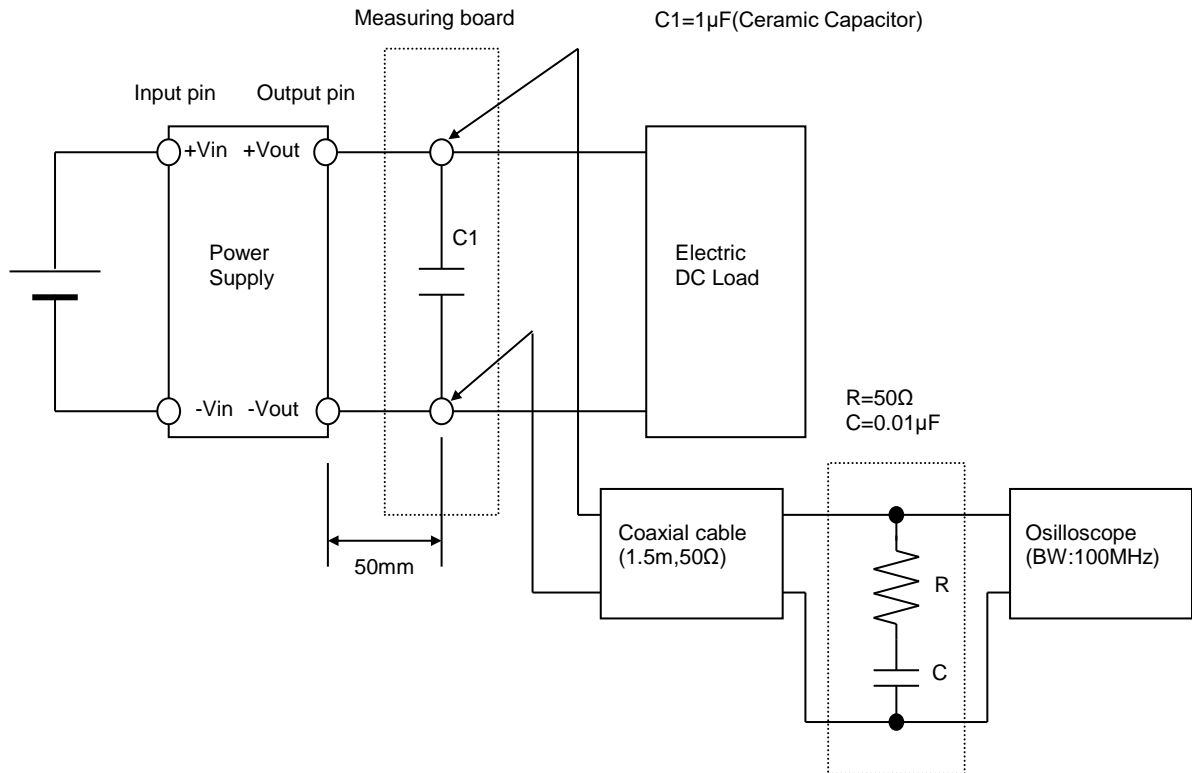 Measuring board
C1=1µF(Ceramic Capacitor)
Input pin
Output pin
+Vin
+Vout
C1
Power
Supply
Electric
DC Load
-Vin
-Vout
R=50Ω
C=0.01µF
50mm
Coaxial cable
(1.5m,50Ω)
R
C
Osilloscope
(BW:100MHz)